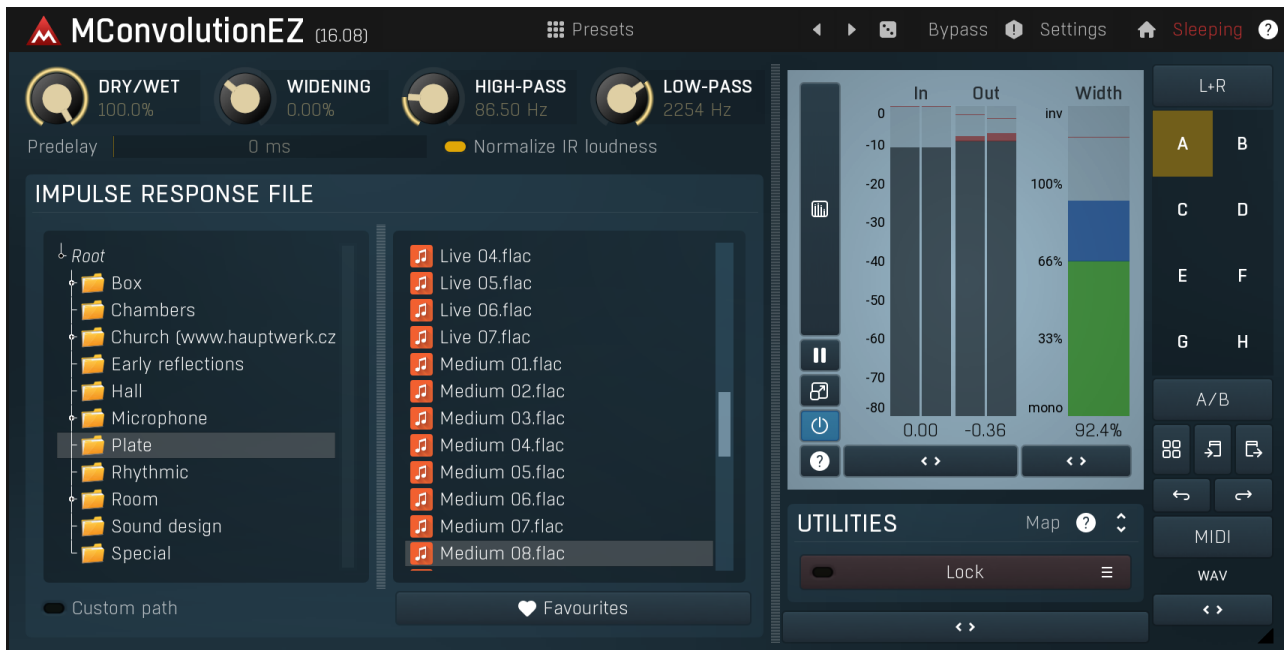 MConvolutionEZ (16.08)
Presets
Bypass
Settings
Sleeping
DRY/WET
100.0%
WIDENING
0.00%
HIGH-PASS
86.50 Hz
LOW-PASS
2254 Hz
Predelay
0 ms
Normalize IR loudness
IMPULSE RESPONSE FILE
Root
Box
Chambers
Church (www.hauptwerk.cz
Early reflections
Hall
Microphone
Plate
Rhythmic
Room
Sound design
Special
Custom path
Live 04.flac
Live 05.flac
Live 06.flac
Live 07.flac
Medium 01.flac
Medium 02.flac
Medium 03.flac
Medium 04.flac
Medium 05.flac
Medium 06.flac
Medium 07.flac
Medium 08.flac
Favourites
In Out Width
0
-10
-20
-30
-40
-50
-60
-70
-80
inv
100%
66%
33%
mono
0.00 -0.36 92.4%
UTILITIES
Map
Lock
L+R
A B
C D
E F
G H
A/B
MIDI
WAV